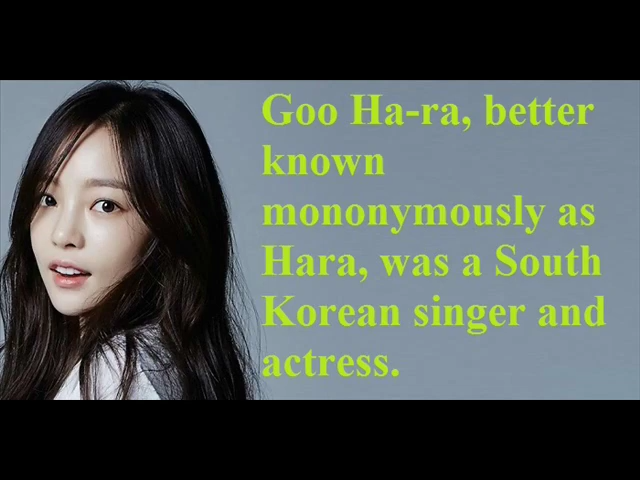 Goo Ha-ra, better
known
mononymously as
Hara, was a South
Korean singer and
actress.